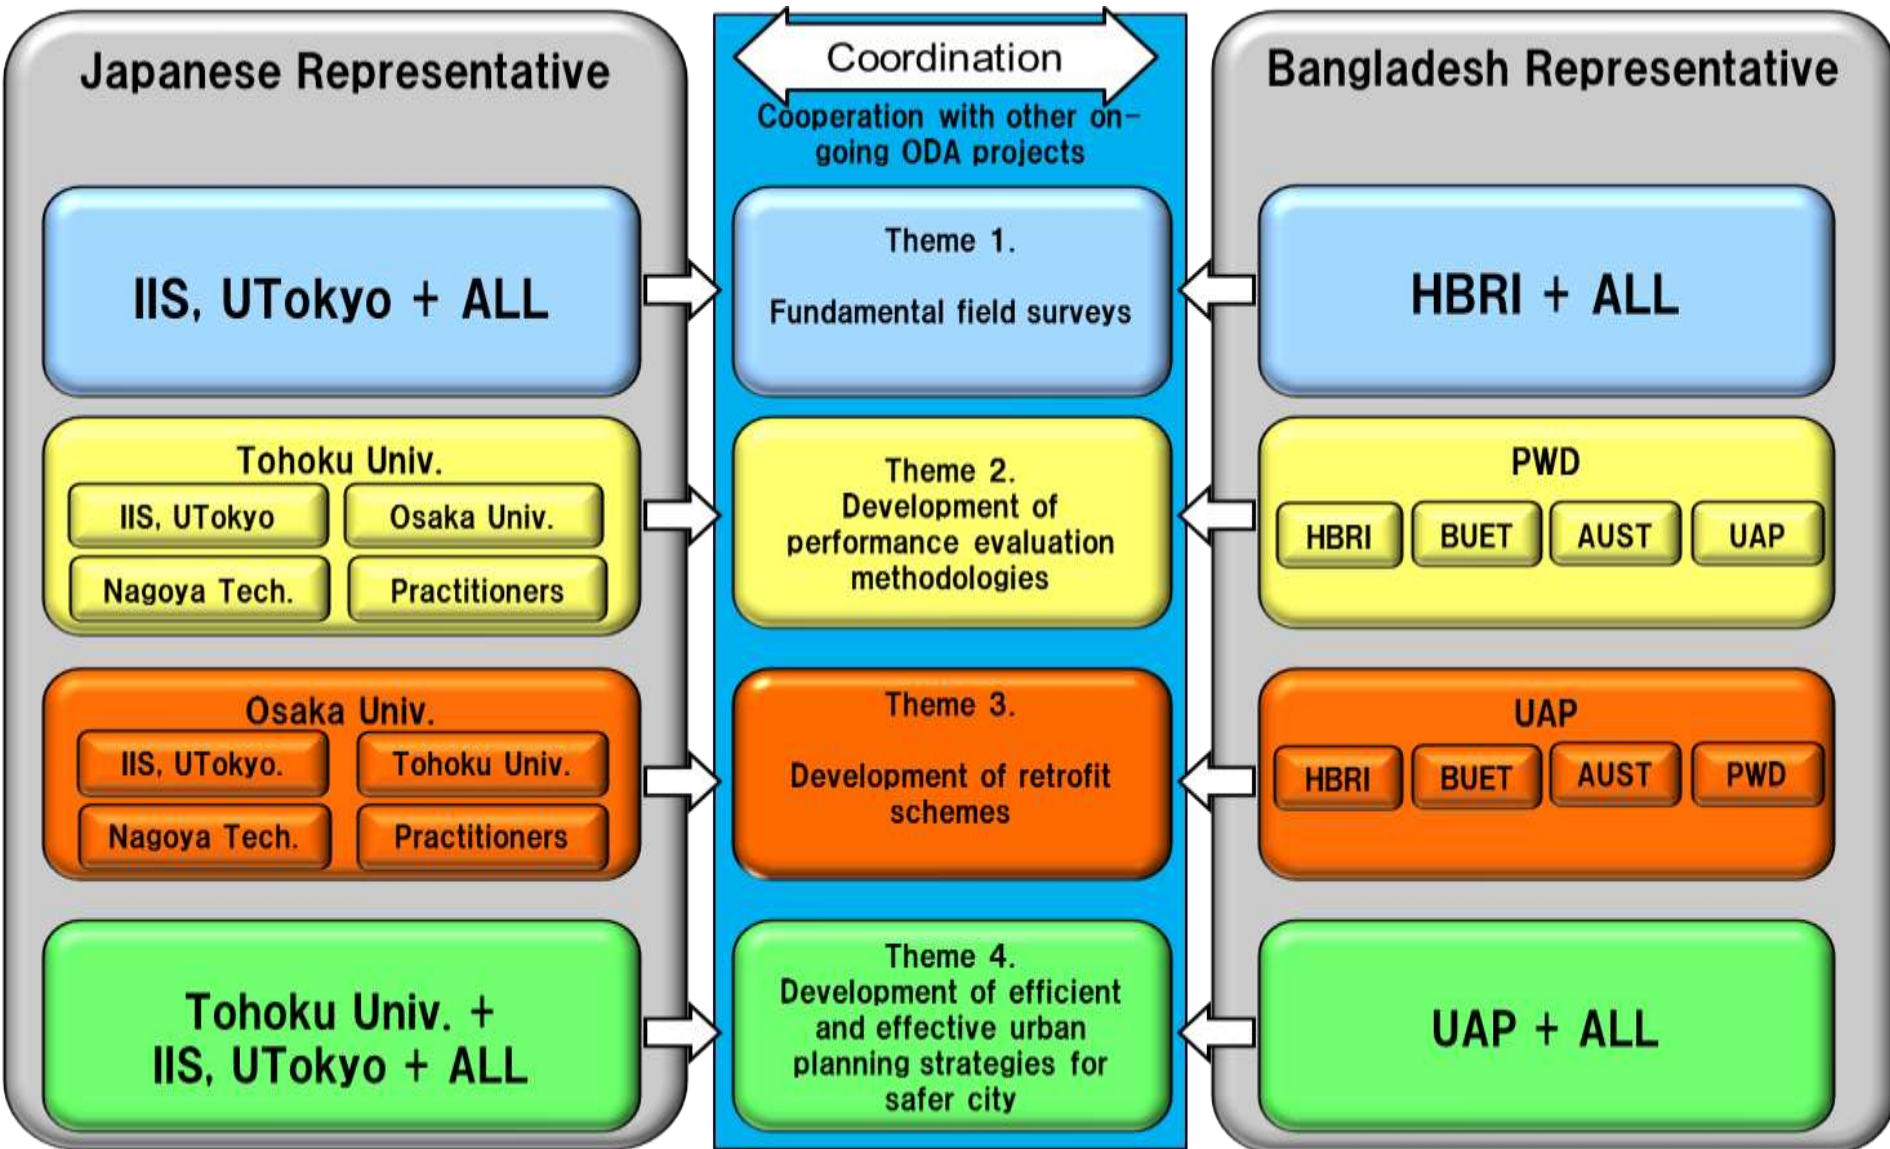 Japanese Representative
IIS, UTokyo + ALL
Tohoku Univ.
IIS, UTokyo
Osaka Univ.
Nagoya Tech.
Practitioners
Osaka Univ.
IIS, UTokyo.
Tohoku Univ.
Nagoya Tech.
Practitioners
Tohoku Univ. +
IIS, UTokyo + ALL
Coordination
Cooperation with other on-
going ODA projects
Theme 1.
Fundamental field surveys
Theme 2.
Development of
performance evaluation
methodologies
Theme 3.
Development of retrofit
schemes
Theme 4.
Development of efficient
and effective urban
planning strategies for
safer city
Bangladesh Representative
HBRI + ALL
PWD
HBRI
BUET
AUST
UAP
UAP
HBRI
BUET
AUST
PWD
UAP + ALL